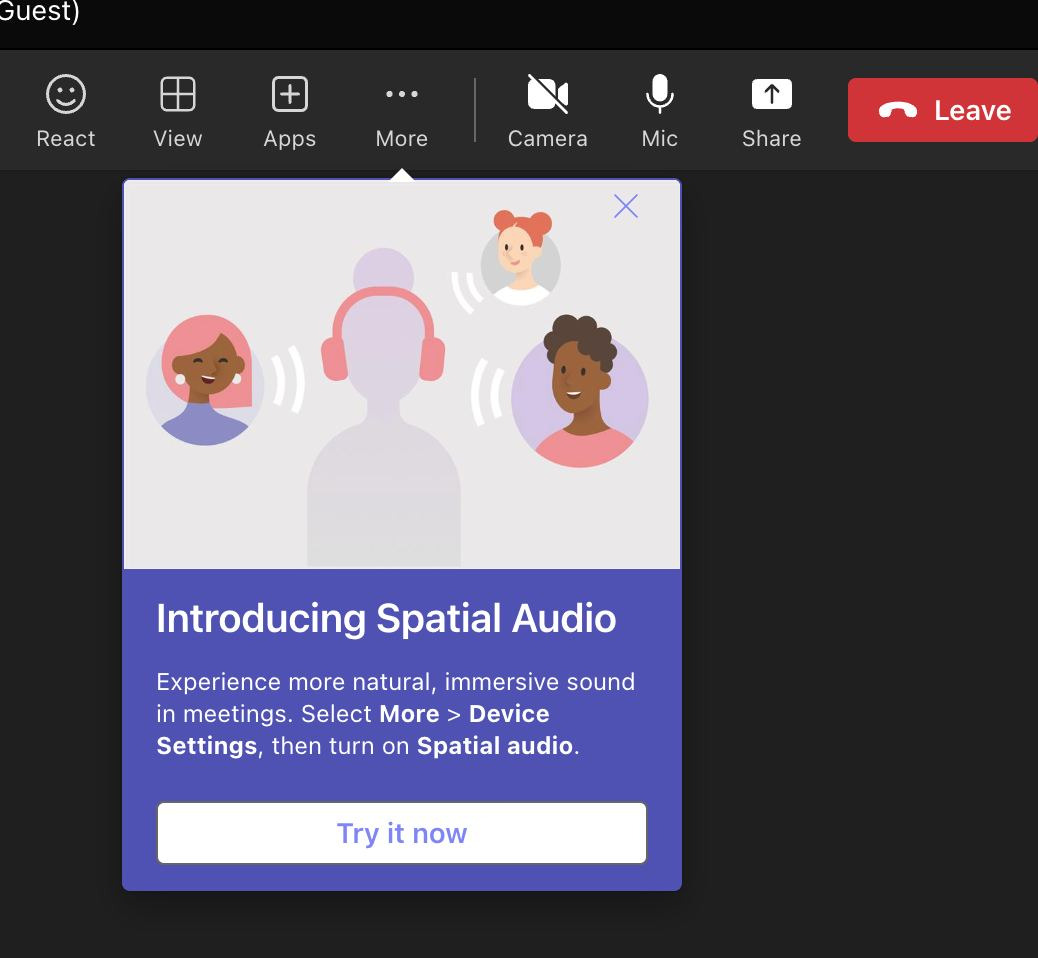 Guest)
React View Apps More Camera Mic Share Leave
Introducing Spatial Audio
Experience more natural, immersive sound
in meetings. Select More > Device
Settings, then turn on Spatial audio.
Try it now